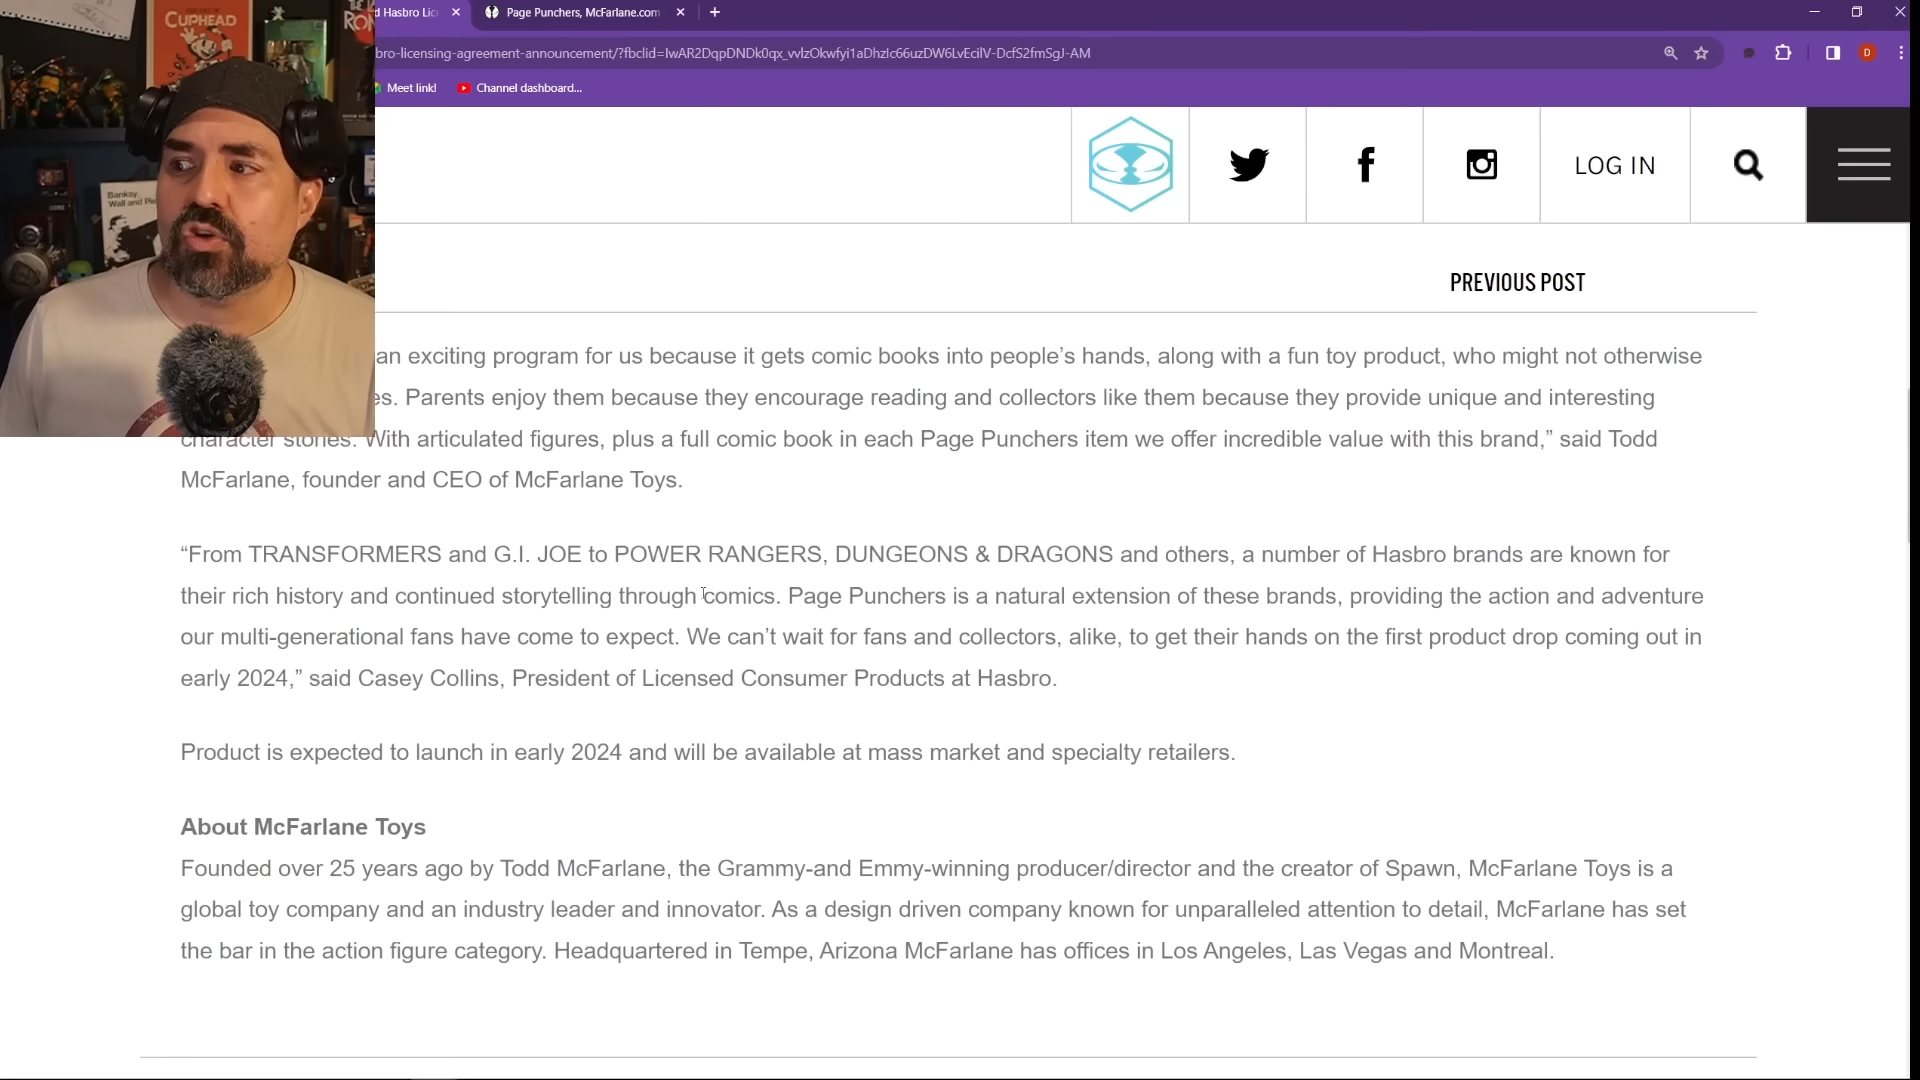 CUPHEAD
d Hasbro Lic
Page Punchers, McFarlane.com
bro-licensing-agreement-announcement/?fbclid=IwAR2DqpDNDk0qx_vvlzOkwfyi1aDhzlc66uzDW6LvEcilV-DcfS2fmSgJ-AM
D
Meet link!
Channel dashboard...
LOG IN
Banksy.
Wall and Pie
PREVIOUS POST
an exciting program for us because it gets comic books into people’s hands, along with a fun toy product, who might not otherwise
es. Parents enjoy them because they encourage reading and collectors like them because they provide unique and interesting
character stories. With articulated figures, plus a full comic book in each Page Punchers item we offer incredible value with this brand,” said Todd
McFarlane, founder and CEO of McFarlane Toys.
“From TRANSFORMERS and G.I. JOE to POWER RANGERS, DUNGEONS & DRAGONS and others, a number of Hasbro brands are known for
their rich history and continued storytelling through comics. Page Punchers is a natural extension of these brands, providing the action and adventure
our multi-generational fans have come to expect. We can’t wait for fans and collectors, alike, to get their hands on the first product drop coming out in
early 2024,” said Casey Collins, President of Licensed Consumer Products at Hasbro.
Product is expected to launch in early 2024 and will be available at mass market and specialty retailers.
About McFarlane Toys
Founded over 25 years ago by Todd McFarlane, the Grammy-and Emmy-winning producer/director and the creator of Spawn, McFarlane Toys is a
global toy company and an industry leader and innovator. As a design driven company known for unparalleled attention to detail, McFarlane has set
the bar in the action figure category. Headquartered in Tempe, Arizona McFarlane has offices in Los Angeles, Las Vegas and Montreal.